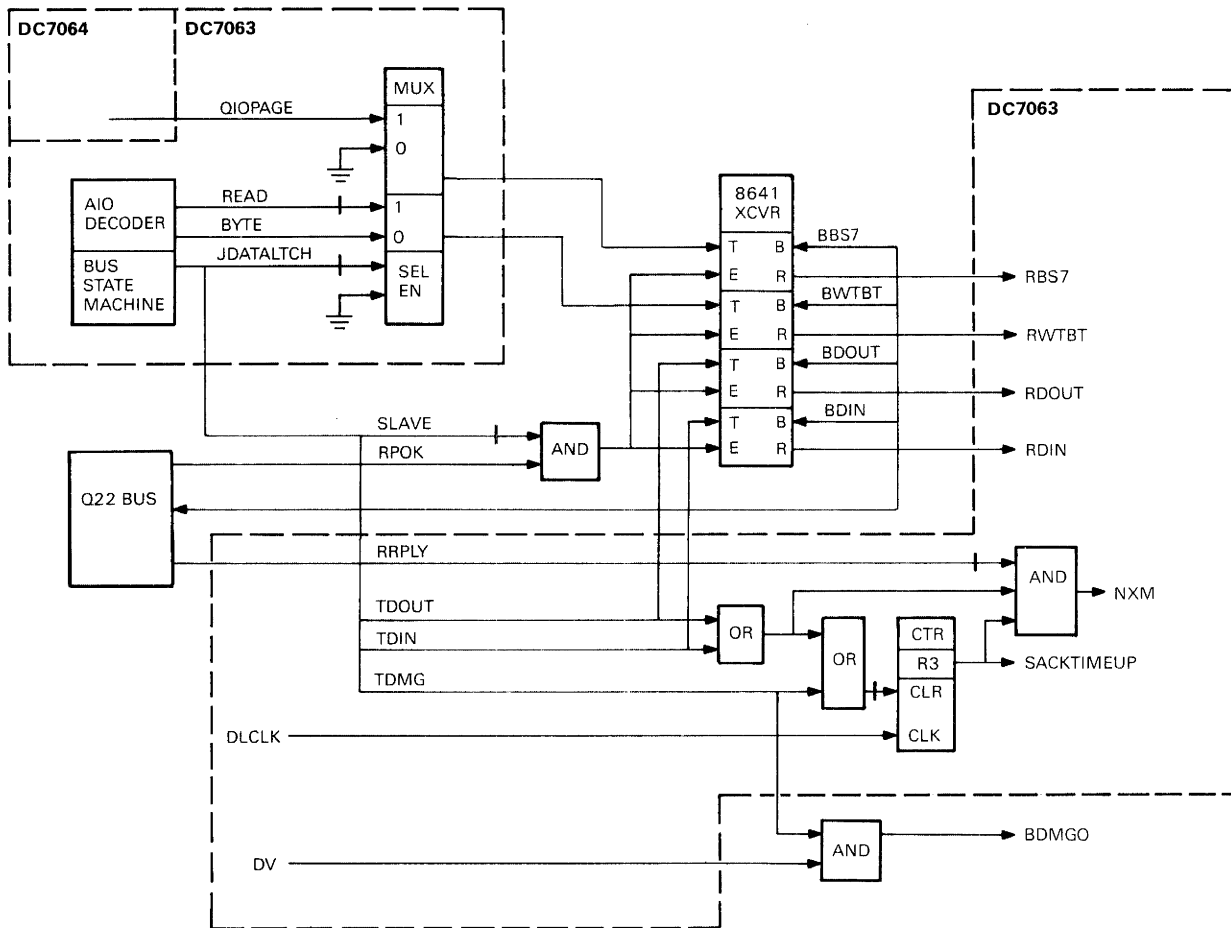 DC7064
DC7063
MUX
QIOPAGE
1
0
READ
1
BYTE
0
JDATALTCH
SEL
EN
AIO
DECODER
BUS
STATE
MACHINE
DC7063
8641
XCVR
T
B
BBS7
E
R
RBS7
T
B
BWTBT
E
R
RWTBT
T
B
BDOUT
E
R
RDOUT
T
B
BDIN
E
R
RDIN
SLAVE
RPOK
AND
Q22 BUS
RRPLY
AND
NXM
TDOUT
TDIN
OR
OR
TDMG
CTR
R3
SACKTIMEUP
CLR
CLK
DLCLK
BDMGO
AND
DV